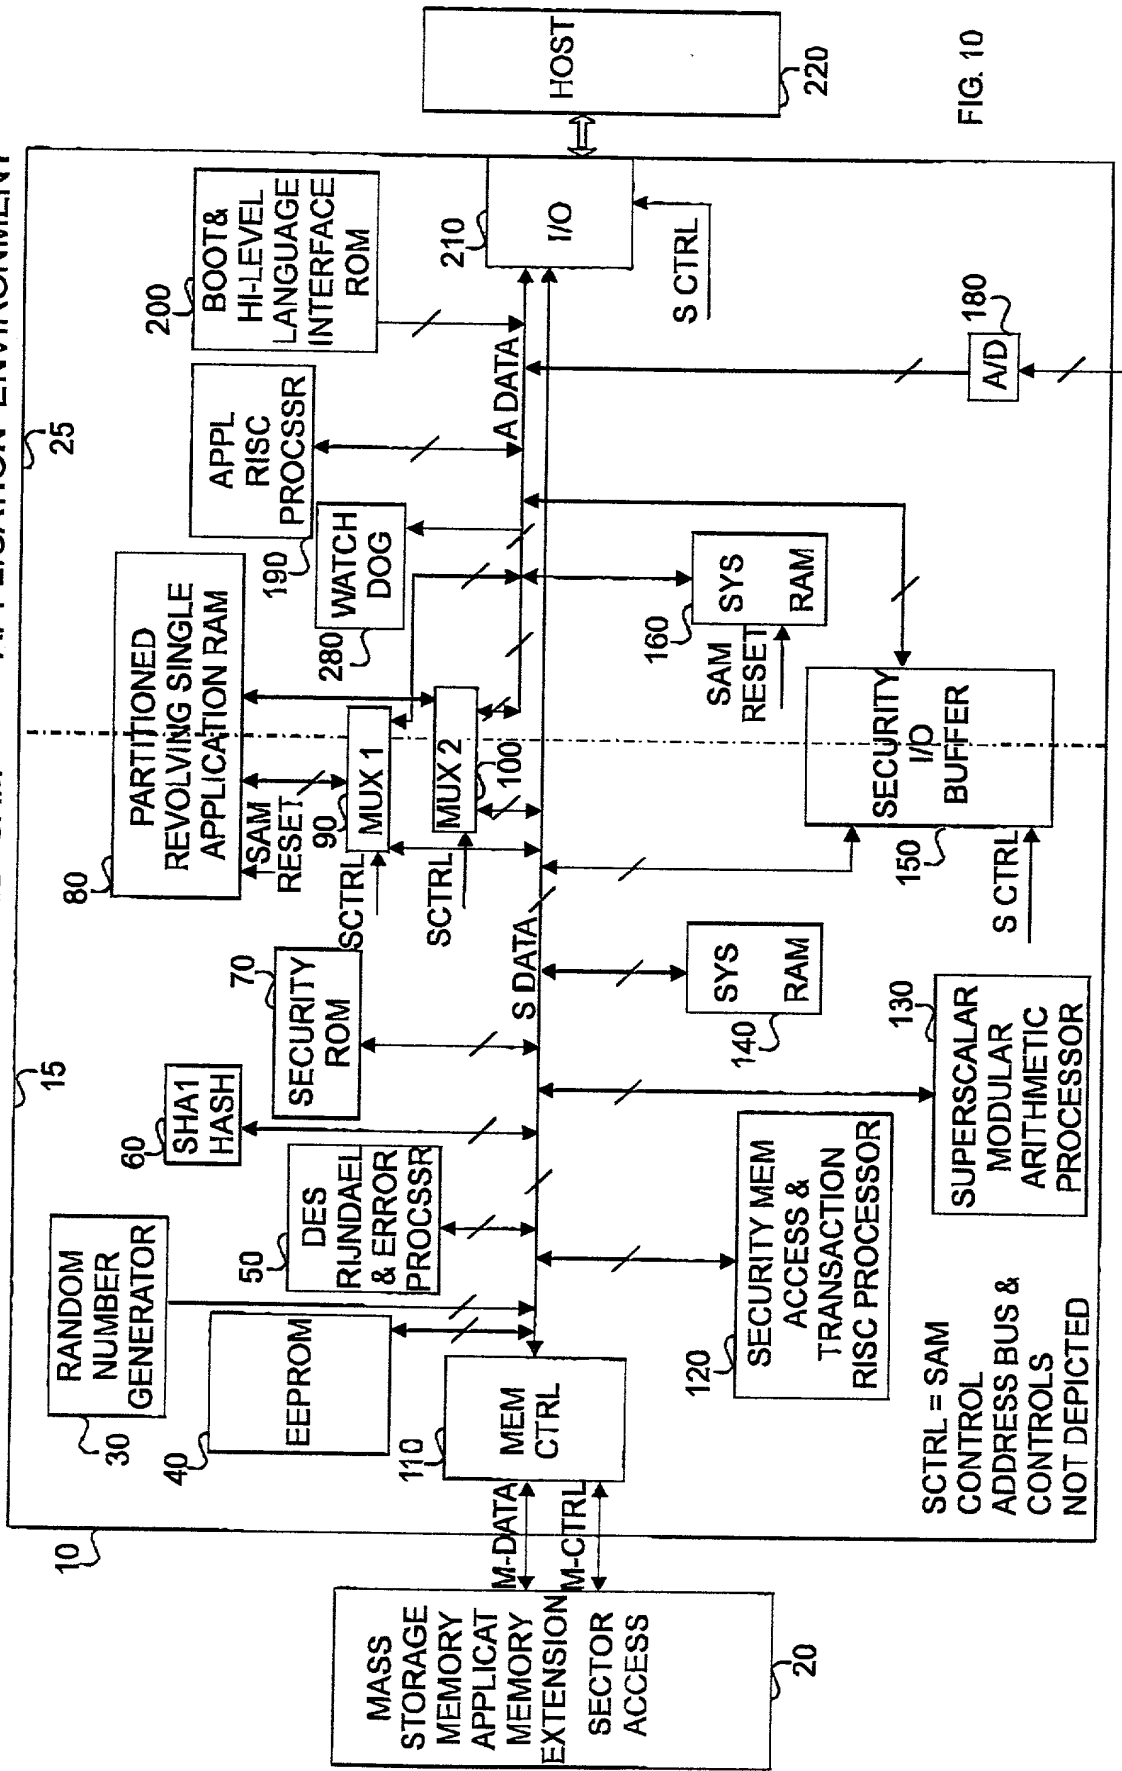 APPLICATION ENVIRONMENT
10
15
25
MASS
STORAGE
MEMORY
APPLICAT
MEMORY
EXTENSION
SECTOR
ACCESS
20
M-DATA
M-CTRL
RANDOM
NUMBER
GENERATOR
30
EEPROM
40
MEM
CTRL
110
DES
RIJNDAEL
& ERROR
PROCSSR
50
SHA1
HASH
60
SECURITY
ROM
70
PARTITIONED
REVOLVING SINGLE
APPLICATION RAM
80
SAM
RESET
MUX 1
90
SCTRL
MUX 2
100
SCTRL
WATCH
DOG
280
APPL
RISC
PROCSSR
190
BOOT&
HI-LEVEL
LANGUAGE
INTERFACE
ROM
200
S DATA
A DATA
I/O
210
S CTRL
HOST
220
SECURITY MEM
ACCESS &
TRANSACTION
RISC PROCESSOR
120
SUPERSCALAR
MODULAR
ARITHMETIC
PROCESSOR
130
SYS
RAM
140
SECURITY
I/O
BUFFER
150
S CTRL
SYS
RAM
160
SAM
RESET
A/D
180
SCTRL = SAM
CONTROL
ADDRESS BUS &
CONTROLS
NOT DEPICTED
FIG. 10